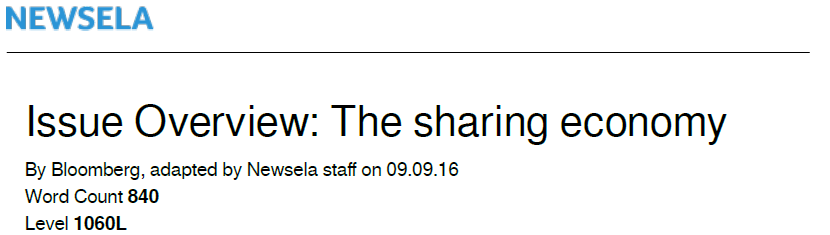 NEWSELA
Issue Overview: The sharing economy
By Bloomberg, adapted by Newsela staff on 09.09.16
Word Count 840
Level 1060L